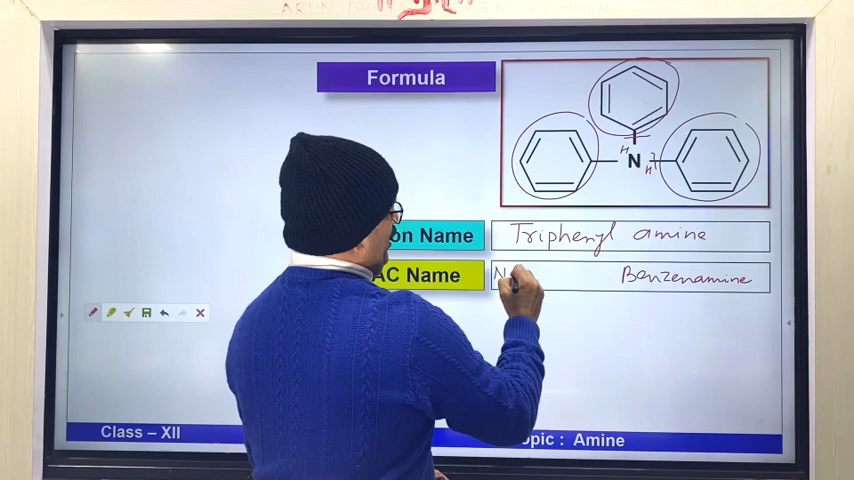 Formula
H
N
H
on Name
Triphenyl amine
AC Name
N
Benzenamine
Class – XII
opic : Amine